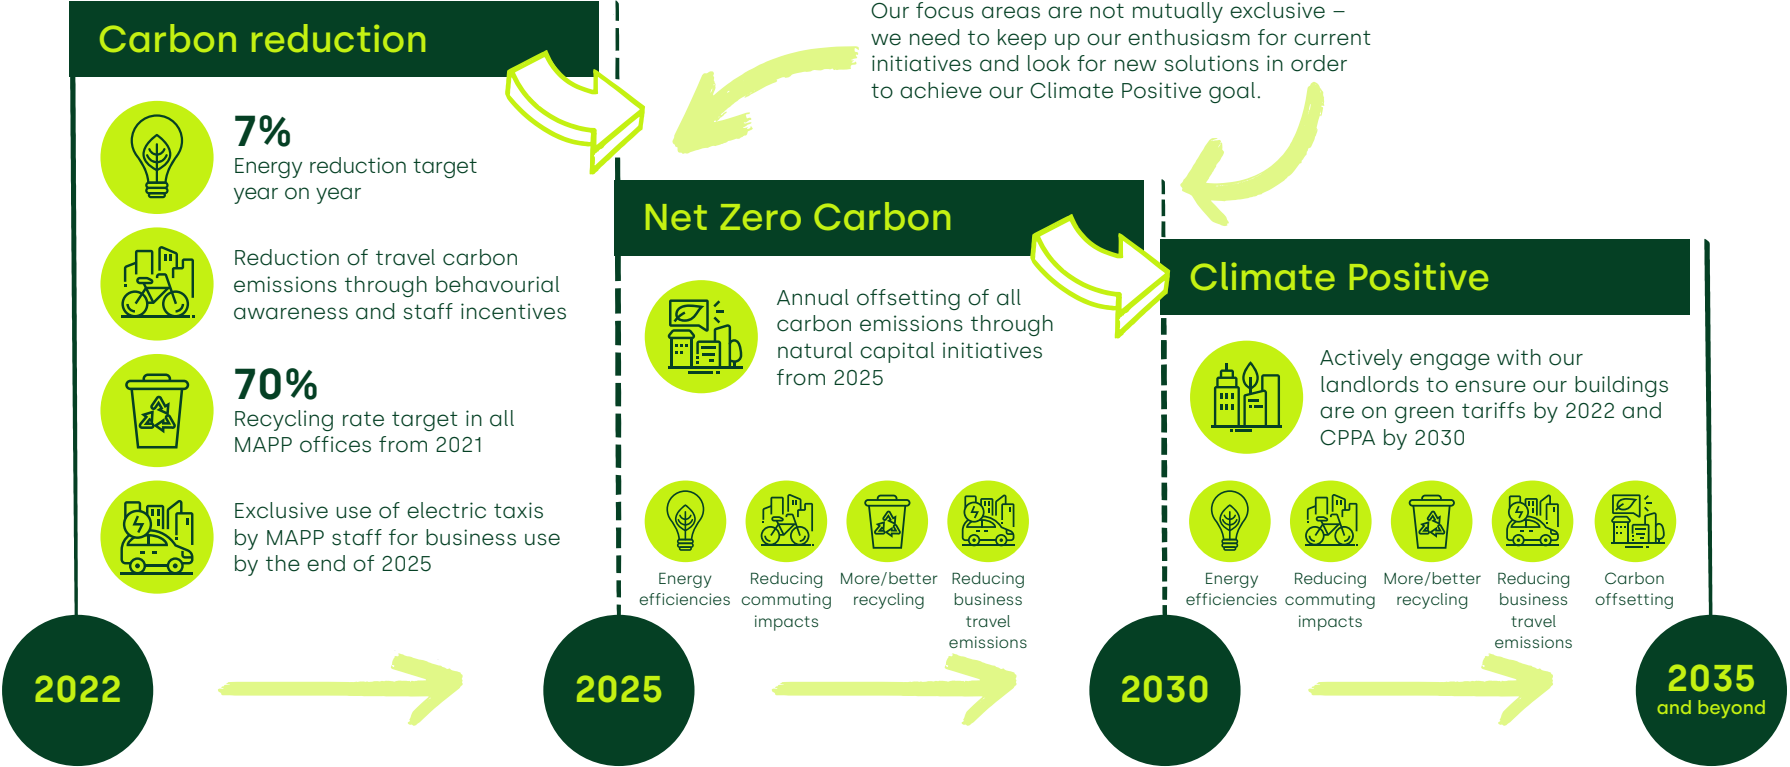 Carbon reduction
7%
Energy reduction target
year on year
Reduction of travel carbon
emissions through behavourial
awareness and staff incentives
70%
Recycling rate target in all
MAPP offices from 2021
Exclusive use of electric taxis
by MAPP staff for business use
by the end of 2025
Our focus areas are not mutually exclusive –
we need to keep up our enthusiasm for current
initiatives and look for new solutions in order
to achieve our Climate Positive goal.
Net Zero Carbon
Annual offsetting of all
carbon emissions through
natural capital initiatives
from 2025
Energy
efficiencies
Reducing
commuting
impacts
More/better
recycling
Reducing
business
travel
emissions
Climate Positive
Actively engage with our
landlords to ensure our buildings
are on green tariffs by 2022 and
CPPA by 2030
Energy
efficiencies
Reducing
commuting
impacts
More/better
recycling
Reducing
business
travel
emissions
Carbon
offsetting
2022
2025
2030
2035
and beyond